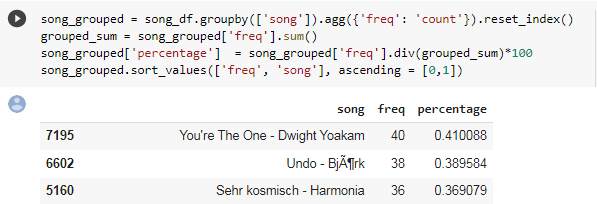 song_grouped = song_df.groupby(['song']).agg({'freq': 'count'}).reset_index()
grouped_sum = song_grouped['freq'].sum()
song_grouped['percentage']  = song_grouped['freq'].div(grouped_sum)*100
song_grouped.sort_values(['freq', 'song'], ascending = [0,1])
song freq percentage
7195 You're The One - Dwight Yoakam 40 0.410088
6602 Undo - BjÃ¶rk 38 0.389584
5160 Sehr kosmisch - Harmonia 36 0.369079